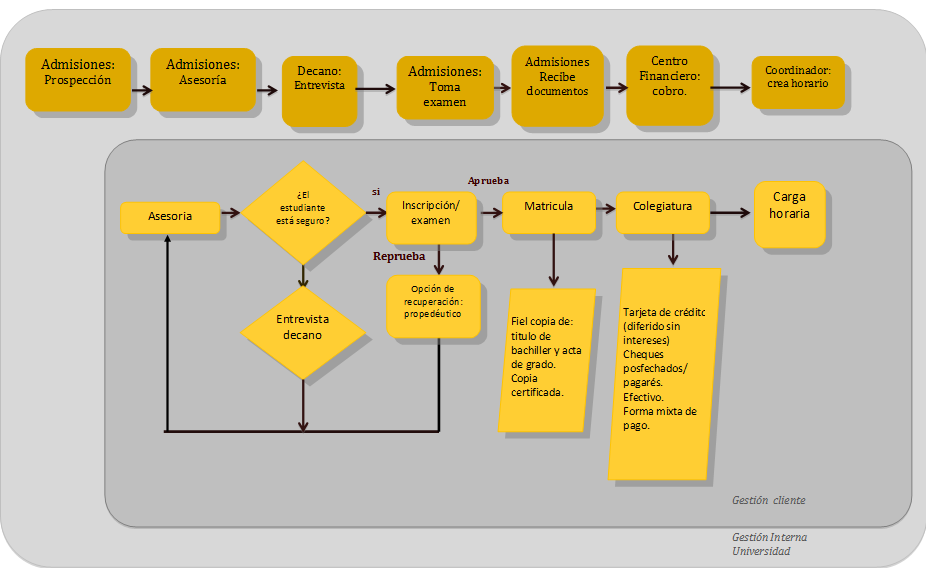 Admisiones:
Prospección
Admisiones:
Asesoría
Decano:
Entrevista
Admisiones:
Toma
examen
Admisiones
Recibe
documentos
Centro
Financiero:
cobro.
Coordinador:
crea horario
Asesoria
¿El
estudiante
está seguro?
si
Inscripción/
examen
Aprueba
Matricula
Colegiatura
Carga
horaria
Reprueba
Entrevista
decano
Opción de
recuperación:
propedéutico
Fiel copia de:
titulo de
bachiller y acta
de grado.
Copia
certificada.
Tarjeta de crédito
(diferido sin
intereses)
Cheques
posfechados/
pagarés.
Efectivo.
Forma mixta de
pago.
Gestión cliente
Gestión Interna
Universidad